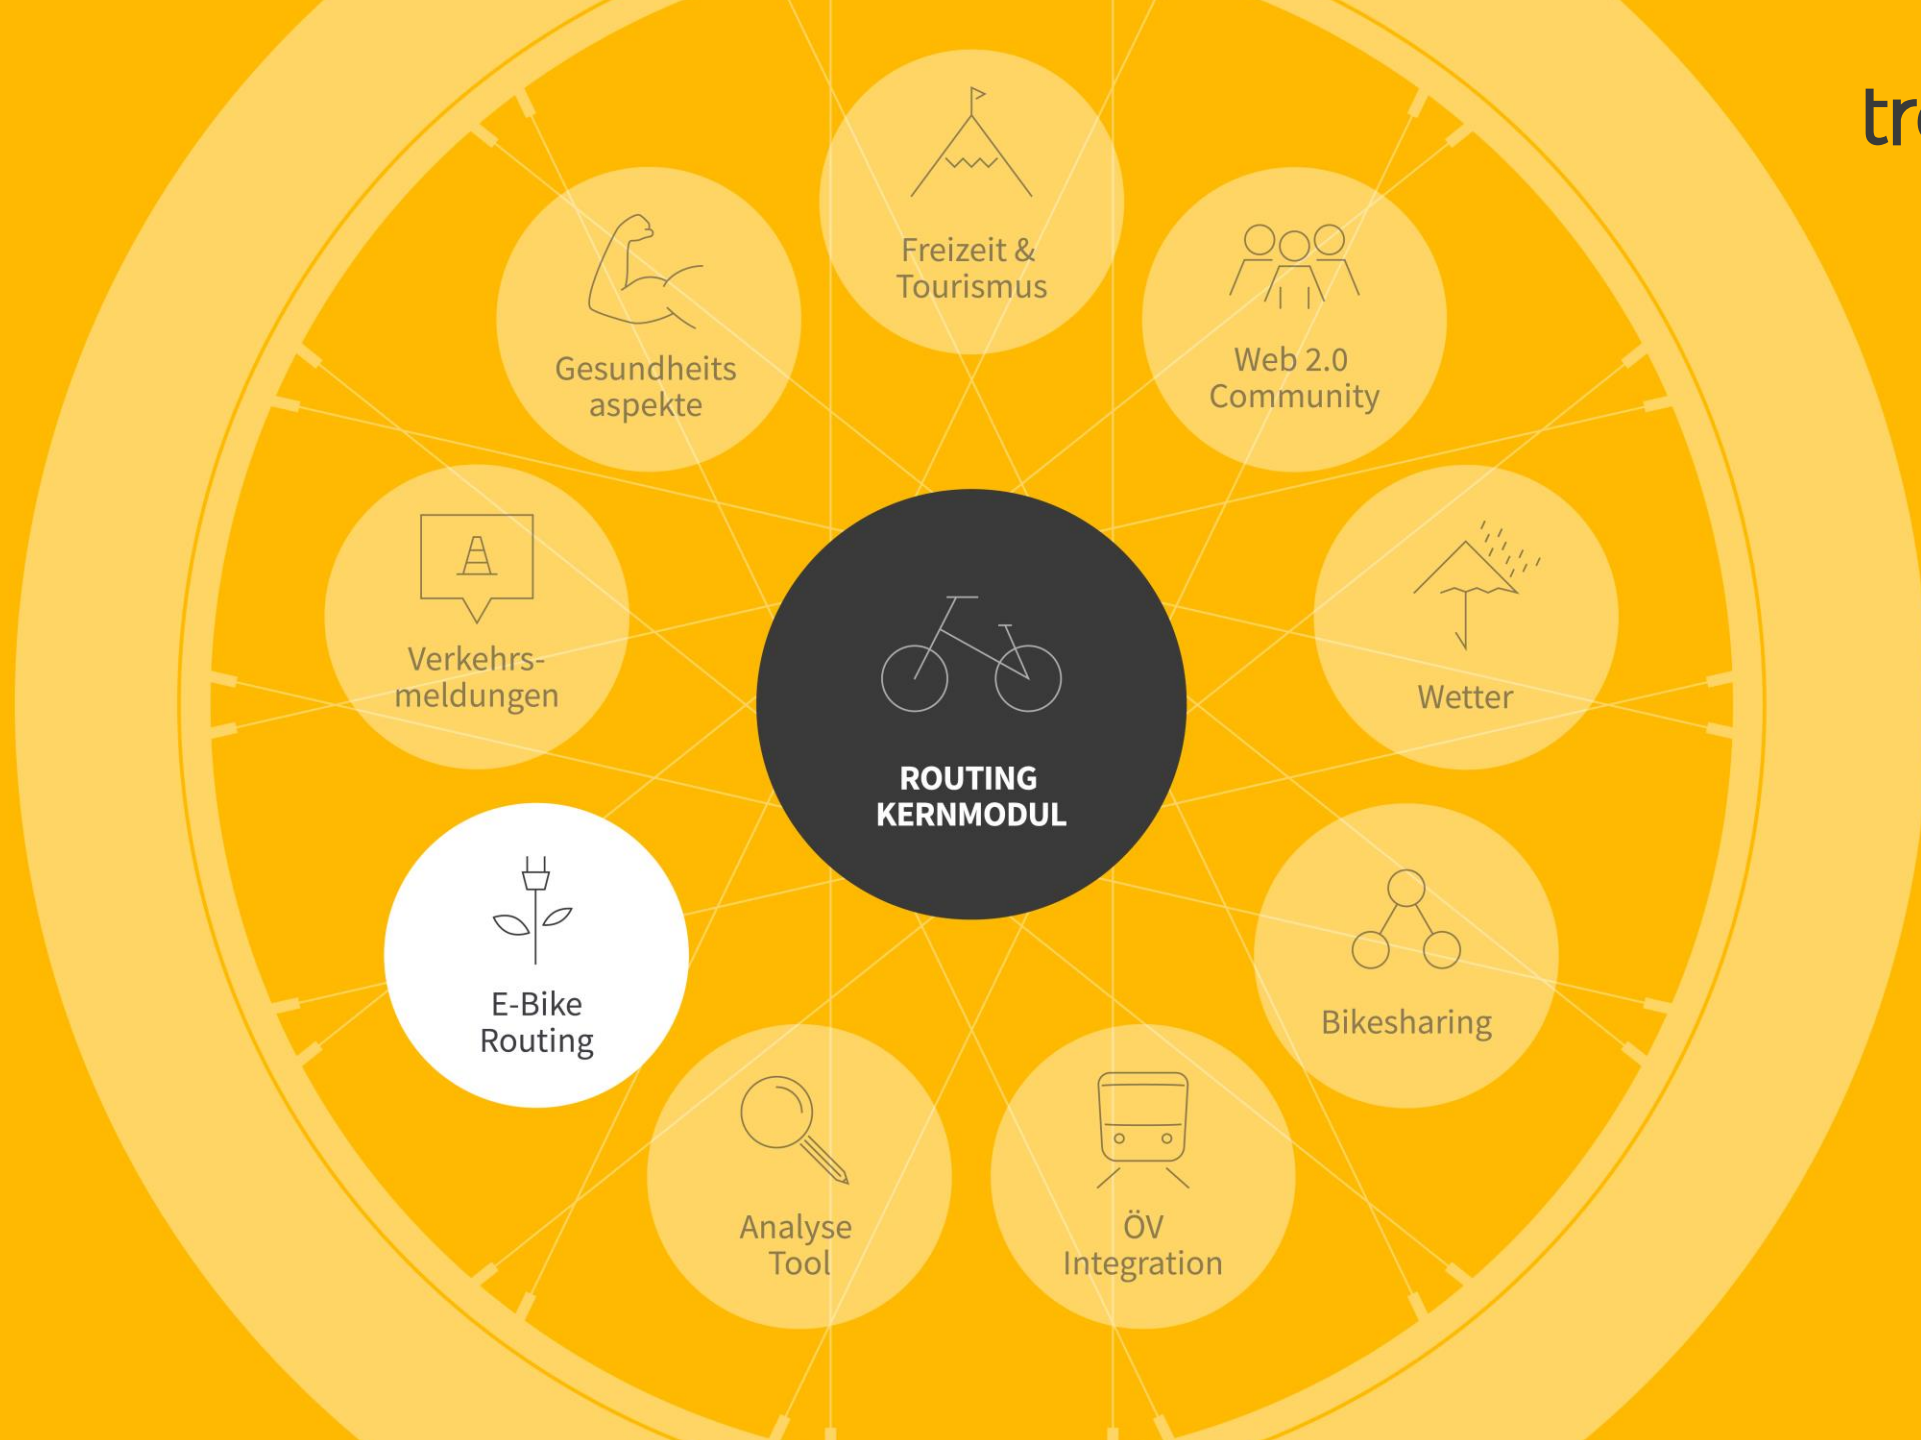 Freizeit &
Tourismus
Gesundheits
aspekte
Web 2.0
Community
Verkehrs-
meldungen
Wetter
ROUTING
KERNMODUL
E-Bike
Routing
Bikesharing
Analyse
Tool
ÖV
Integration